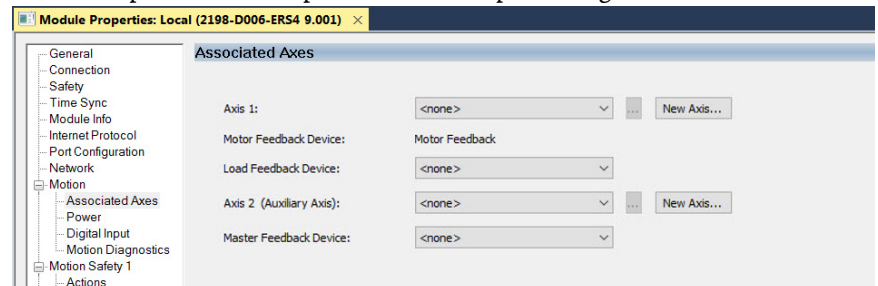 Module Properties: Local (2198-D006-ERS4 9.001) ×
General
Connection
Safety
Time Sync
Module Info
Internet Protocol
Port Configuration
Network
Motion
Associated Axes
Power
Digital Input
Motion Diagnostics
Motion Safety 1
Actions
Associated Axes
Axis 1: <none> ... New Axis...
Motor Feedback Device: Motor Feedback
Load Feedback Device: <none>
Axis 2 (Auxiliary Axis): <none> ... New Axis...
Master Feedback Device: <none>